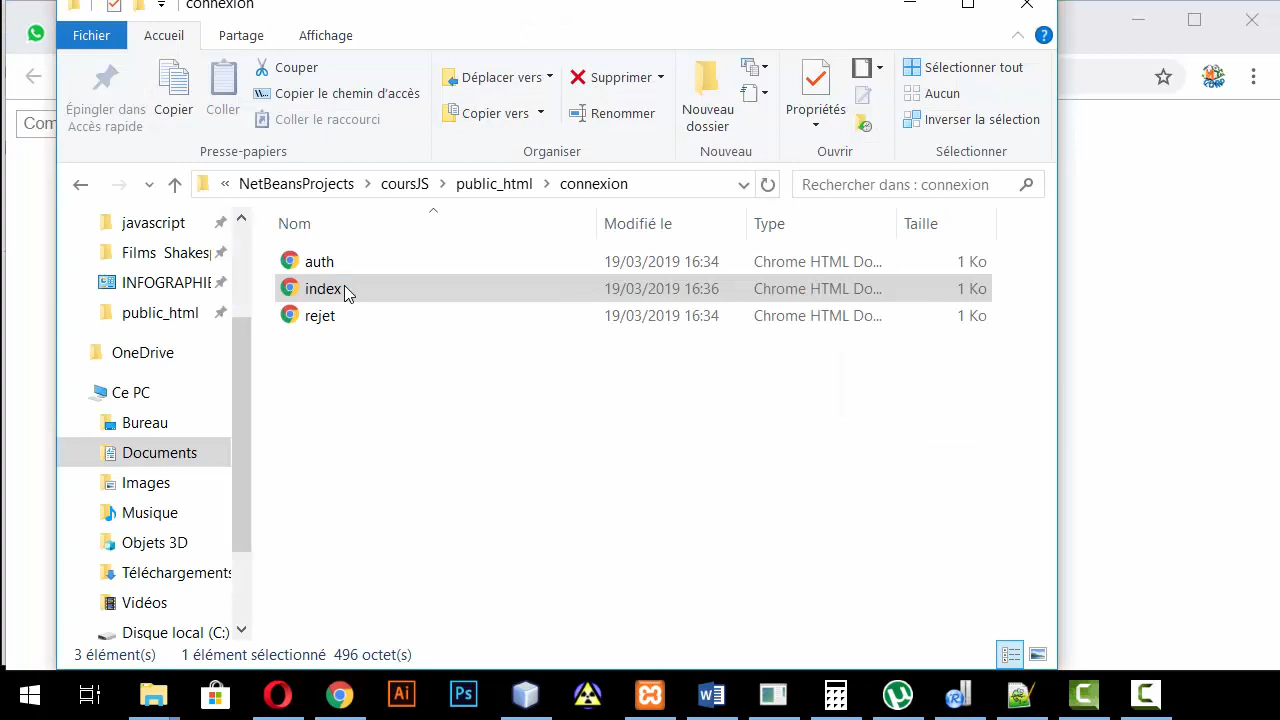 connexion
Fichier
Accueil
Partage
Affichage
Épingler dans
Accès rapide
Copier
Coller
Couper
Copier le chemin d'accès
Coller le raccourci
Presse-papiers
Déplacer vers
Copier vers
Supprimer
Renommer
Organiser
Nouveau
dossier
Nouveau
Propriétés
Ouvrir
Sélectionner tout
Aucun
Inverser la sélection
Sélectionner
Com
« NetBeansProjects > coursJS > public_html > connexion
Rechercher dans : connexion
Nom Modifié le Type Taille
auth 19/03/2019 16:34 Chrome HTML Do... 1 Ko
index 19/03/2019 16:36 Chrome HTML Do... 1 Ko
rejet 19/03/2019 16:34 Chrome HTML Do... 1 Ko
javascript
Films Shakes
INFOGRAPHIE
public_html
OneDrive
Ce PC
Bureau
Documents
Images
Musique
Objets 3D
Téléchargements
Vidéos
Disque local (C:)
3 élément(s) 1 élément sélectionné 496 octet(s)
Ai
Ps